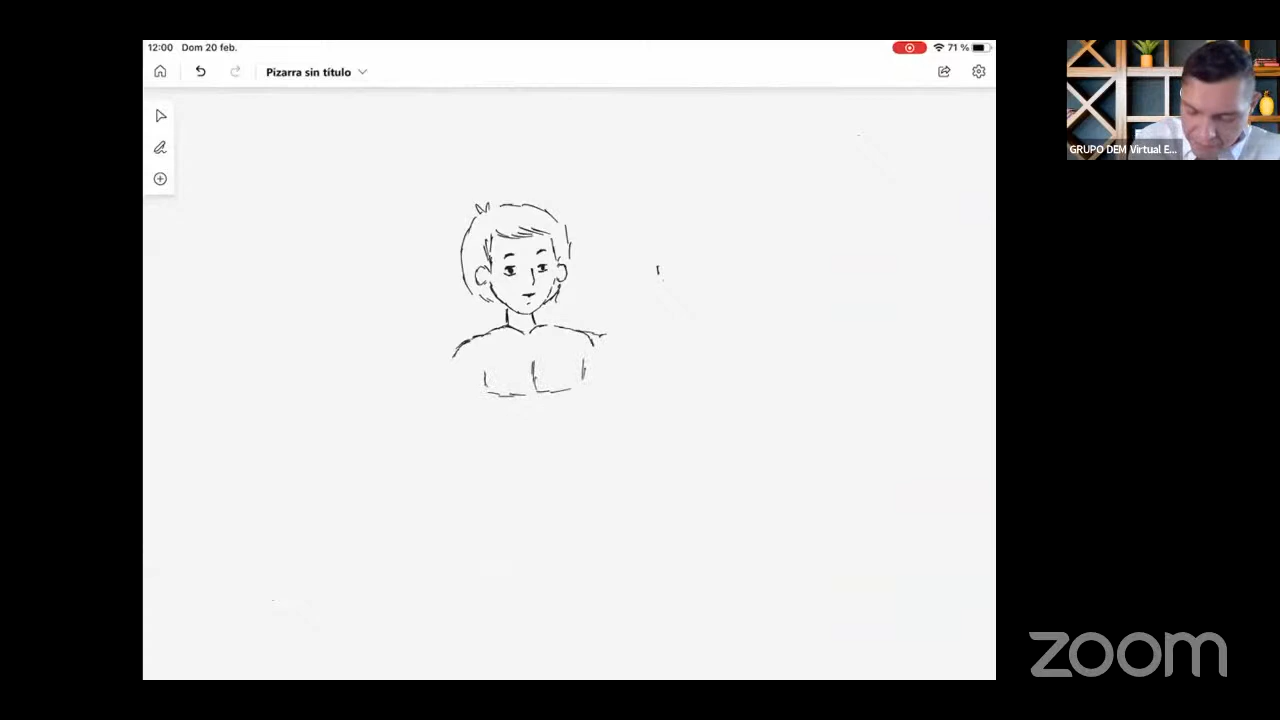 12:00 Dom 20 feb.
71 %
Pizarra sin título
GRUPO DEM Virtual E...
zoom